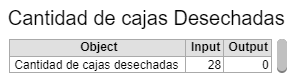 Cantidad de cajas Desechadas
Object Input Output
Cantidad de cajas desechadas 28 0